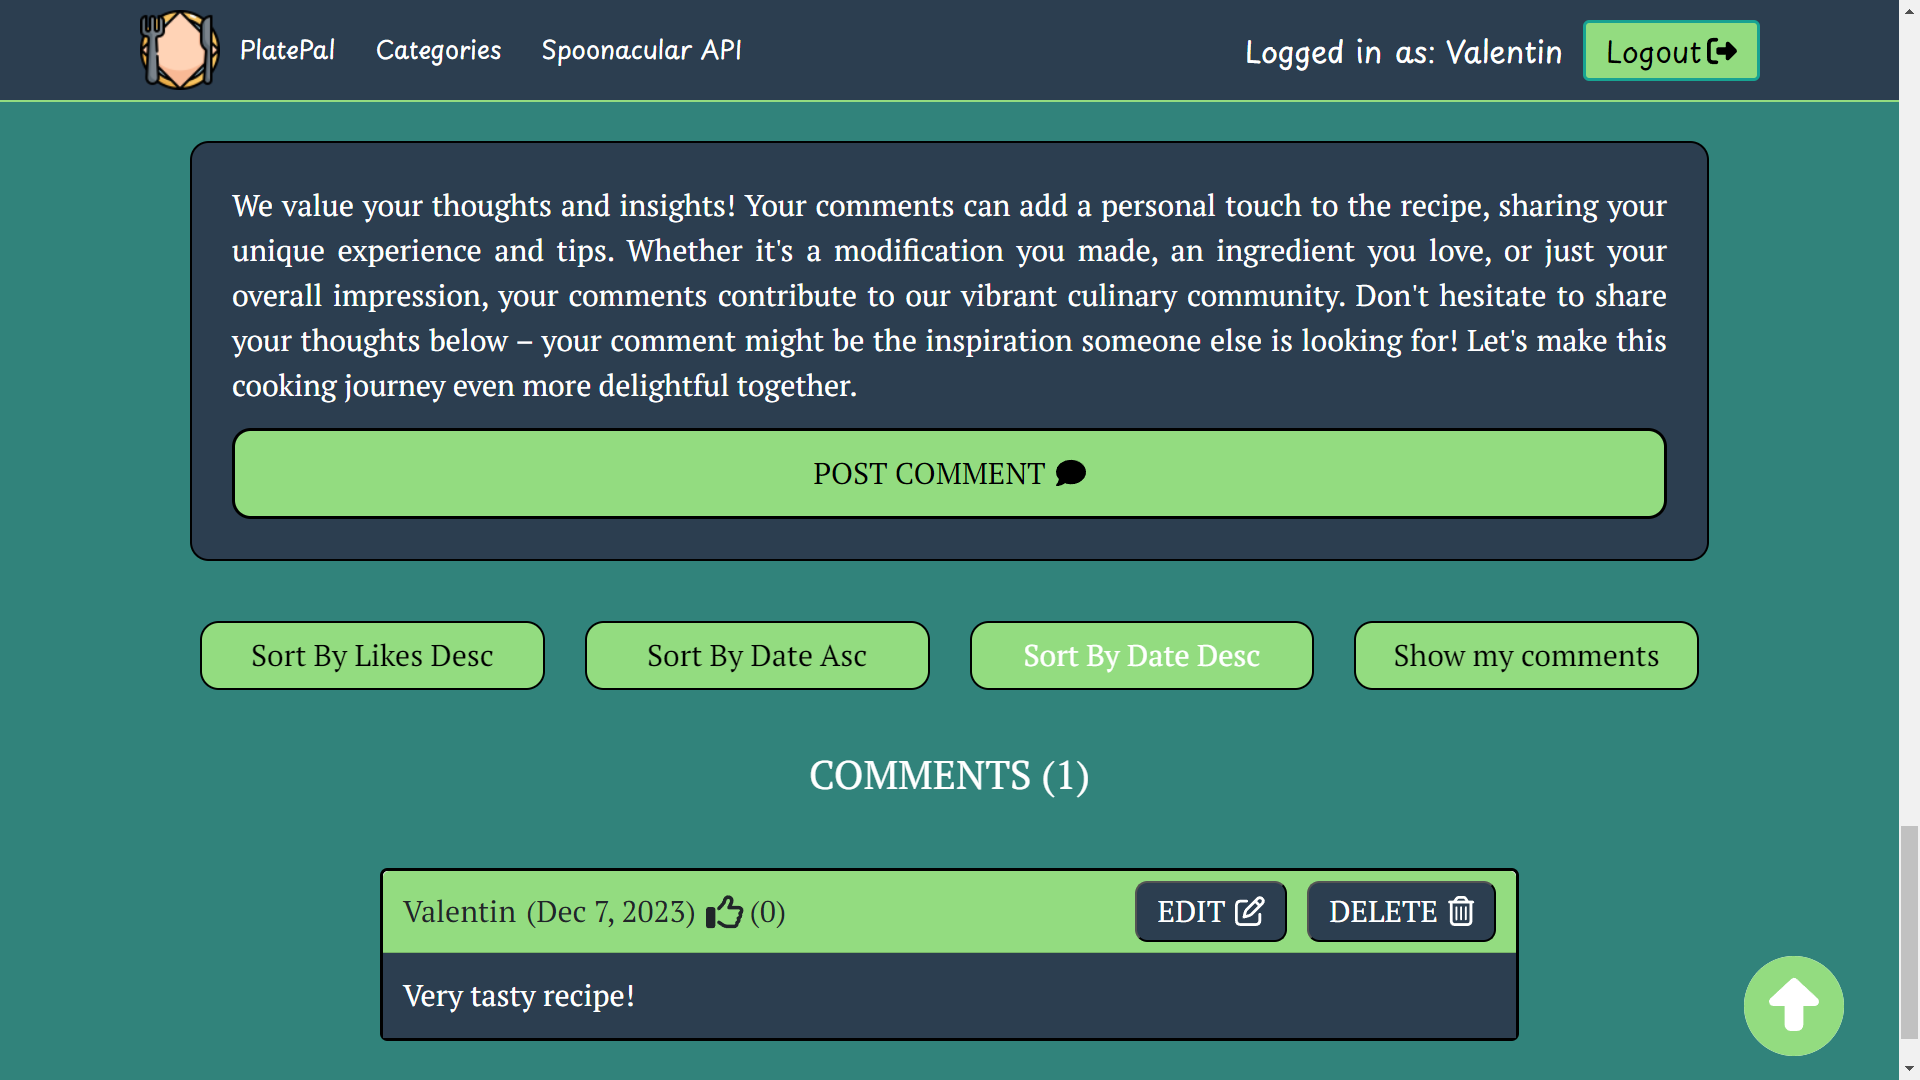 PlatePal Categories Spoonacular API Logged in as: Valentin Logout
We value your thoughts and insights! Your comments can add a personal touch to the recipe, sharing your
unique experience and tips. Whether it's a modification you made, an ingredient you love, or just your
overall impression, your comments contribute to our vibrant culinary community. Don't hesitate to share
your thoughts below – your comment might be the inspiration someone else is looking for! Let's make this
cooking journey even more delightful together.
POST COMMENT
Sort By Likes Desc Sort By Date Asc Sort By Date Desc Show my comments
COMMENTS (1)
Valentin (Dec 7, 2023) (0) EDIT DELETE
Very tasty recipe!